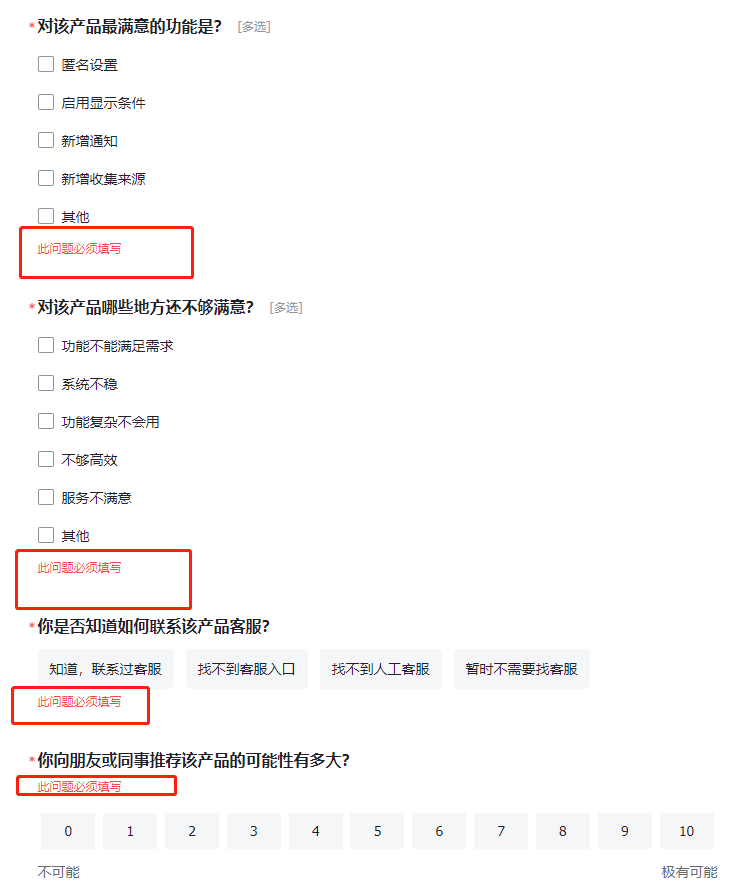 *对该产品最满意的功能是? [多选]
匿名设置
启用显示条件
新增通知
新增收集来源
其他
此问题必须填写
*对该产品哪些地方还不够满意? [多选]
功能不能满足需求
系统不稳
功能复杂不会用
不够高效
服务不满意
其他
此问题必须填写
*你是否知道如何联系该产品客服?
知道，联系过客服 找不到客服入口 找不到人工客服 暂时不需要找客服
此问题必须填写
*你向朋友或同事推荐该产品的可能性有多大?
此问题必须填写
0 1 2 3 4 5 6 7 8 9 10
不可能 极有可能